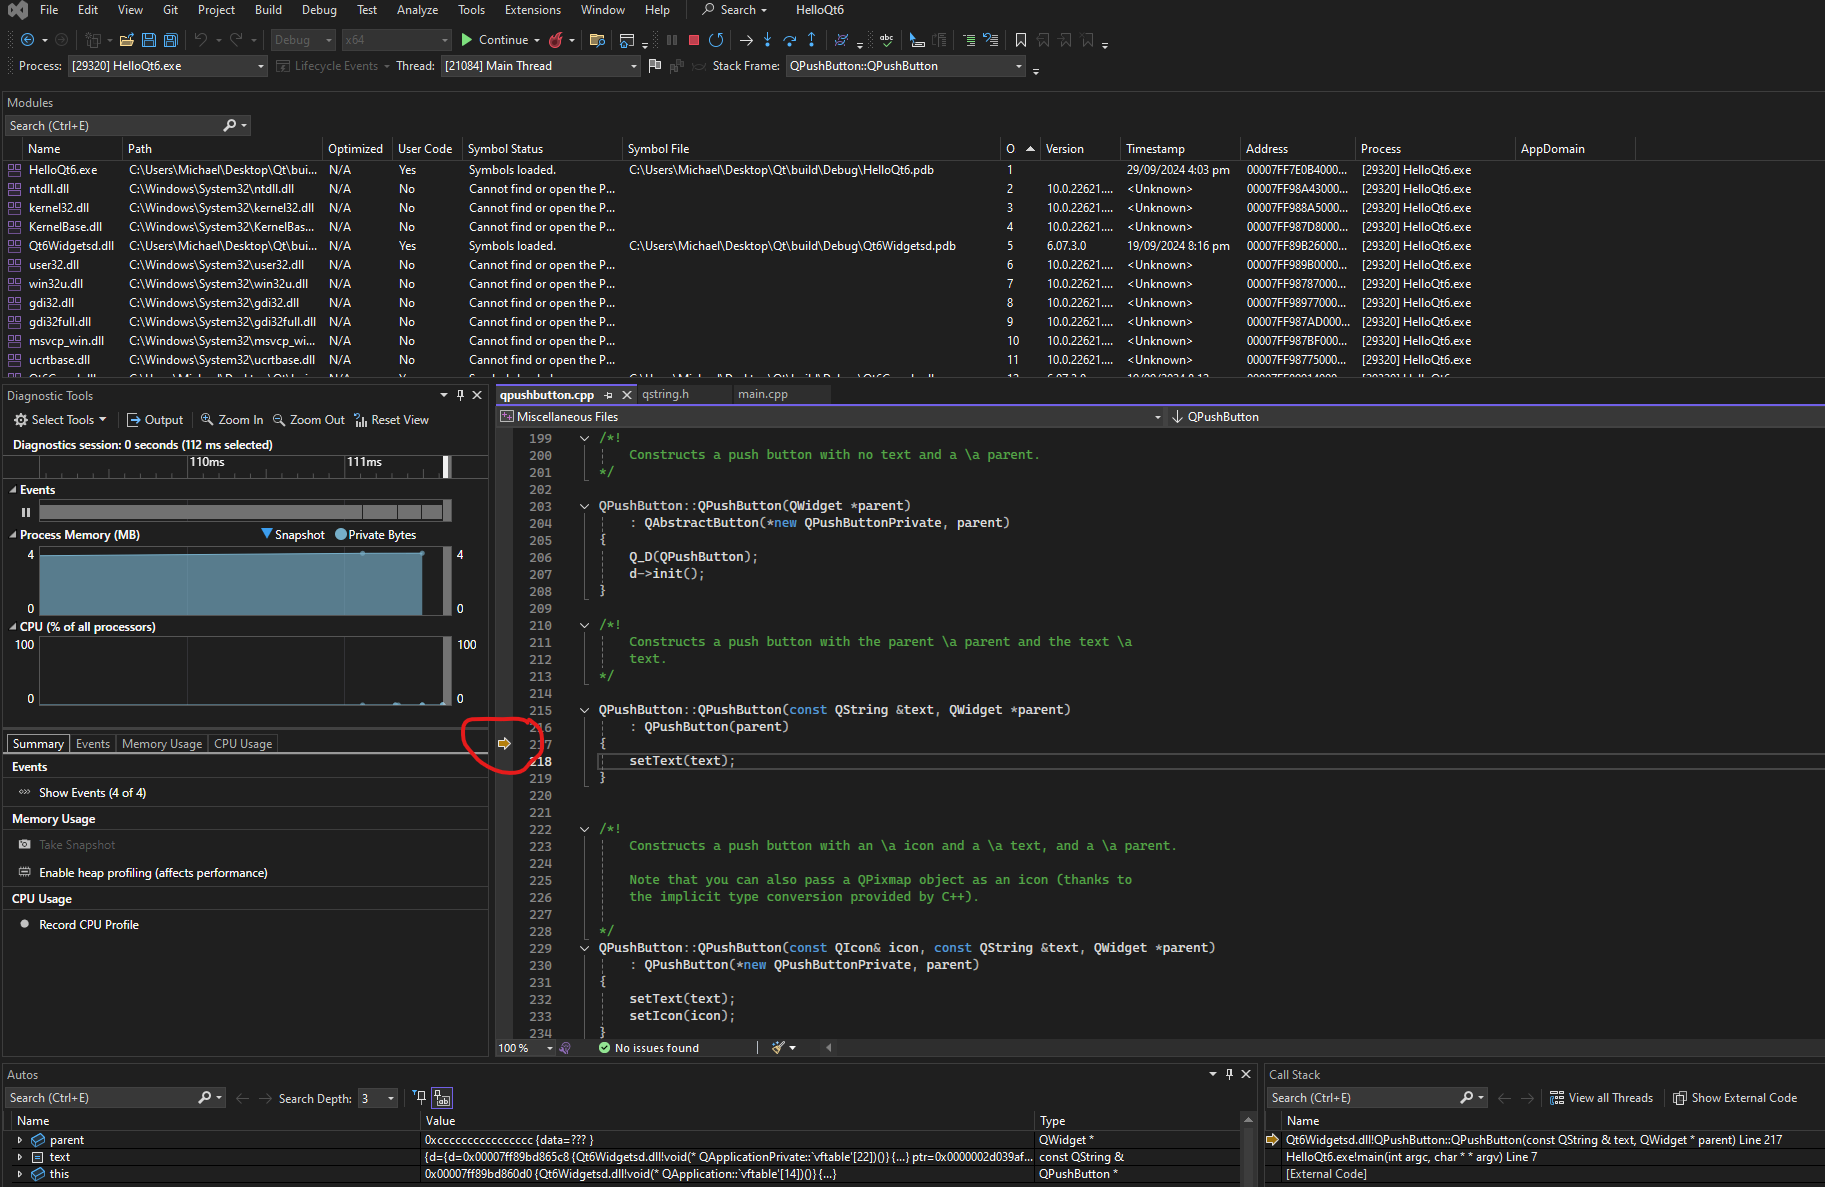 File Edit View Git Project Build Debug Test Analyze Tools Extensions Window Help Search HelloQt6
Debug x64 Continue
Process: [29320] HelloQt6.exe Lifecycle Events Thread: [21084] Main Thread Stack Frame: QPushButton::QPushButton
Modules
Search (Ctrl+E)
Name Path Optimized User Code Symbol Status Symbol File O Version Timestamp Address Process AppDomain
HelloQt6.exe C:\Users\Michael\Desktop\Qt\bui... N/A Yes Symbols loaded. C:\Users\Michael\Desktop\Qt\build\Debug\HelloQt6.pdb 1 29/09/2024 4:03 pm 00007FF7E0B4000... [29320] HelloQt6.exe
ntdll.dll C:\Windows\System32\ntdll.dll N/A No Cannot find or open the P... 2 10.0.22621.... <Unknown> 00007FF98A43000... [29320] HelloQt6.exe
kernel32.dll C:\Windows\System32\kernel32.dll N/A No Cannot find or open the P... 3 10.0.22621.... <Unknown> 00007FF988A5000... [29320] HelloQt6.exe
KernelBase.dll C:\Windows\System32\KernelBas... N/A No Cannot find or open the P... 4 10.0.22621.... <Unknown> 00007FF987D8000... [29320] HelloQt6.exe
Qt6Widgetsd.dll C:\Users\Michael\Desktop\Qt\bui... N/A Yes Symbols loaded. C:\Users\Michael\Desktop\Qt\build\Debug\Qt6Widgetsd.pdb 5 6.07.3.0 19/09/2024 8:16 pm 00007FF89B26000... [29320] HelloQt6.exe
user32.dll C:\Windows\System32\user32.dll N/A No Cannot find or open the P... 6 10.0.22621.... <Unknown> 00007FF989B0000... [29320] HelloQt6.exe
win32u.dll C:\Windows\System32\win32u.dll N/A No Cannot find or open the P... 7 10.0.22621.... <Unknown> 00007FF98787000... [29320] HelloQt6.exe
gdi32.dll C:\Windows\System32\gdi32.dll N/A No Cannot find or open the P... 8 10.0.22621.... <Unknown> 00007FF98977000... [29320] HelloQt6.exe
gdi32full.dll C:\Windows\System32\gdi32full.dll N/A No Cannot find or open the P... 9 10.0.22621.... <Unknown> 00007FF987AD000... [29320] HelloQt6.exe
msvcp_win.dll C:\Windows\System32\msvcp_wi... N/A No Cannot find or open the P... 10 10.0.22621.... <Unknown> 00007FF987BF000... [29320] HelloQt6.exe
ucrtbase.dll C:\Windows\System32\ucrtbase.dll N/A No Cannot find or open the P... 11 10.0.22621.... <Unknown> 00007FF98775000... [29320] HelloQt6.exe
Diagnostic Tools
Select Tools Output Zoom In Zoom Out Reset View
Diagnostics session: 0 seconds (112 ms selected)
110ms 111ms
Events
Process Memory (MB) Snapshot Private Bytes
4 4
0 0
CPU (% of all processors)
100 100
0 0
Summary Events Memory Usage CPU Usage
Events
Show Events (4 of 4)
Memory Usage
Take Snapshot
Enable heap profiling (affects performance)
CPU Usage
Record CPU Profile
qpushbutton.cpp qstring.h main.cpp
Miscellaneous Files QPushButton
199 /*!
200 Constructs a push button with no text and a \a parent.
201 */
202
203 QPushButton::QPushButton(QWidget *parent)
204 : QAbstractButton(*new QPushButtonPrivate, parent)
205 {
206 Q_D(QPushButton);
207 d->init();
208 }
209
210 /*!
211 Constructs a push button with the parent \a parent and the text \a
212 text.
213 */
214
215 QPushButton::QPushButton(const QString &text, QWidget *parent)
216 : QPushButton(parent)
217 {
218 setText(text);
219 }
220
221
222 /*!
223 Constructs a push button with an \a icon and a \a text, and a \a parent.
224
225 Note that you can also pass a QPixmap object as an icon (thanks to
226 the implicit type conversion provided by C++).
227
228 */
229 QPushButton::QPushButton(const QIcon& icon, const QString &text, QWidget *parent)
230 : QPushButton(*new QPushButtonPrivate, parent)
231 {
232 setText(text);
233 setIcon(icon);
234 }
100 % No issues found
Autos
Search (Ctrl+E) Search Depth: 3
Name Value Type
parent 0xcccccccccccccccc {data=??? } QWidget *
text {d={d=0x00007ff89bd865c8 {Qt6Widgetsd.dll!void(* QApplicationPrivate::`vftable'[22])()} {...} ptr=0x0000002d039af... const QString &
this 0x00007ff89bd860d0 {Qt6Widgetsd.dll!void(* QApplication::`vftable'[14])()} {...} QPushButton *
Call Stack
Search (Ctrl+E) View all Threads Show External Code
Name
Qt6Widgetsd.dll!QPushButton::QPushButton(const QString & text, QWidget * parent) Line 217
HelloQt6.exe!main(int argc, char * * argv) Line 7
[External Code]